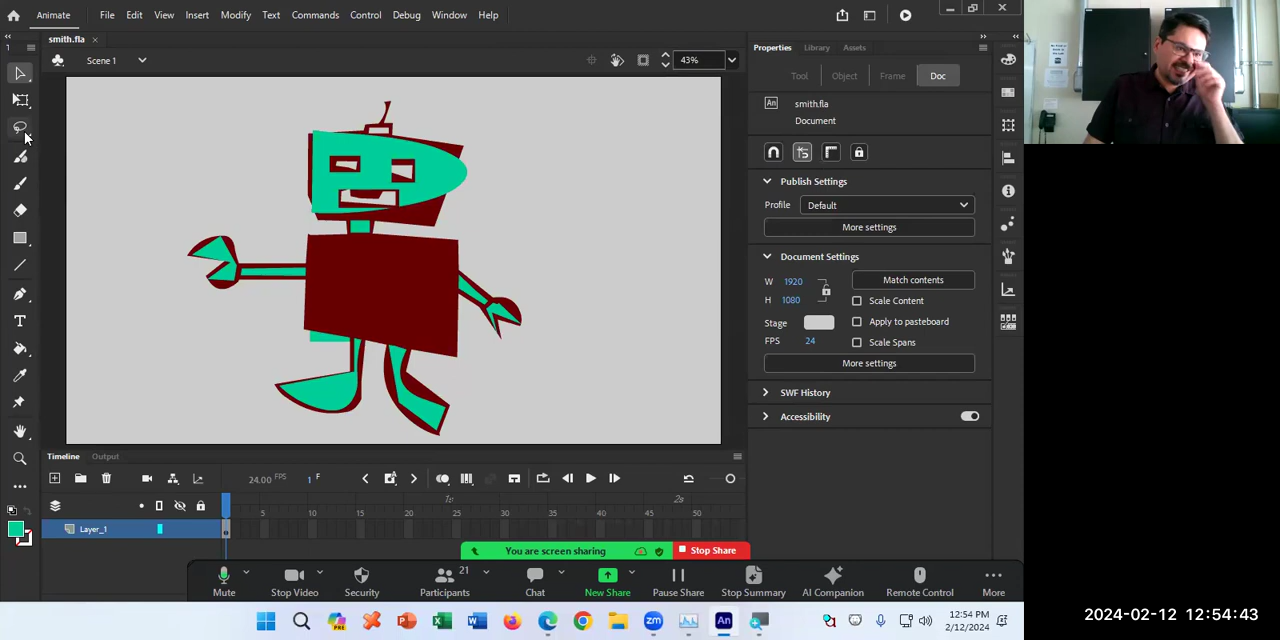 Animate File Edit View Insert Modify Text Commands Control Debug Window Help
smith.fla ×
Scene 1
43%
Properties Library Assets
Tool Object Frame Doc
An smith.fla
Document
Publish Settings
Profile Default
More settings
Document Settings
W 1920
Match contents
H 1080
Scale Content
Stage
Apply to pasteboard
FPS 24
Scale Spans
More settings
SWF History
Accessibility
Timeline Output
24.00 FPS 1 F
1s 2s
5 10 15 20 25 30 35 40 45 50
Layer_1
You are screen sharing
Stop Share
21
Mute Stop Video Security Participants Chat New Share Pause Share Stop Summary AI Companion Remote Control More
12:54 PM
2/12/2024
2024-02-12 12:54:43